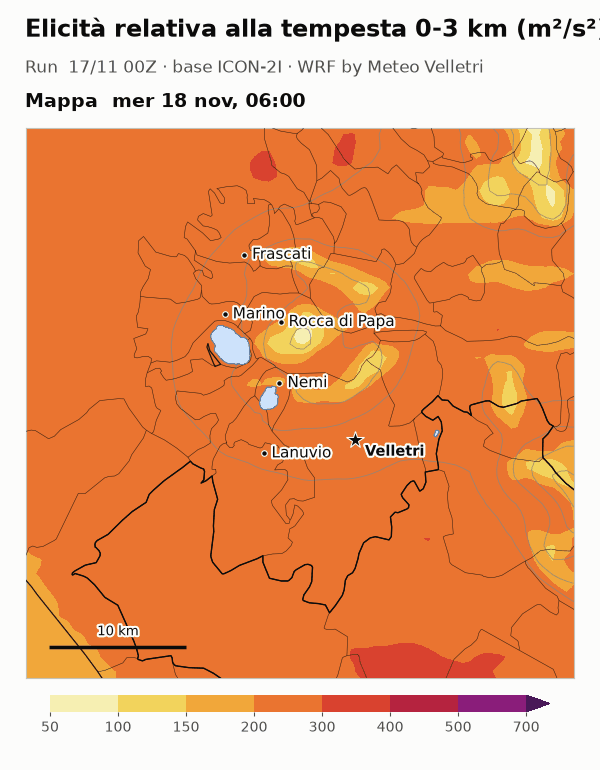 Elicità relativa alla tempesta 0-3 km (m²/s²)
Run 17/11 00Z · base ICON-2I · WRF by Meteo Velletri
Mappa mer 18 nov, 06:00
Frascati
Marino
Rocca di Papa
Nemi
Velletri
Lanuvio
10 km
50 100 150 200 300 400 500 700